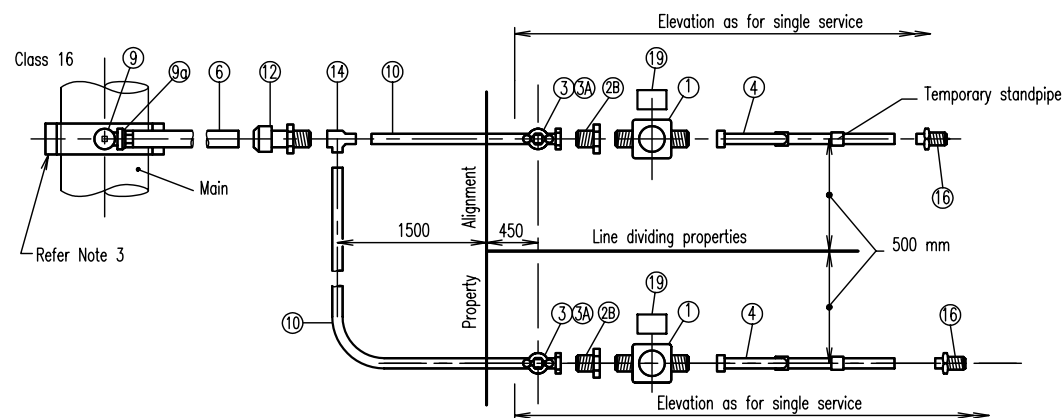 Elevation as for single service
Class 16
9
9a
6
12
14
10
3
3A
2B
19
1
4
Temporary standpipe
16
Main
Refer Note 3
Property Alignment
1500
450
Line dividing properties
500 mm
10
3
3A
2B
19
1
4
16
Elevation as for single service